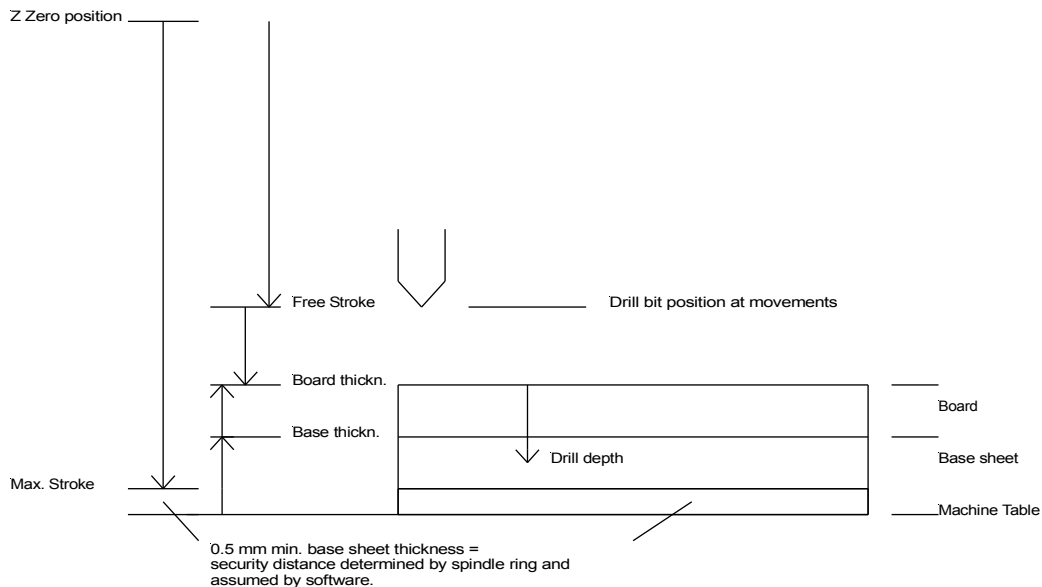 Z Zero position
Free Stroke
Drill bit position at movements
Board thickn.
Board
Base thickn.
Drill depth
Base sheet
Max. Stroke
Machine Table
0.5 mm min. base sheet thickness =
security distance determined by spindle ring and
assumed by software.